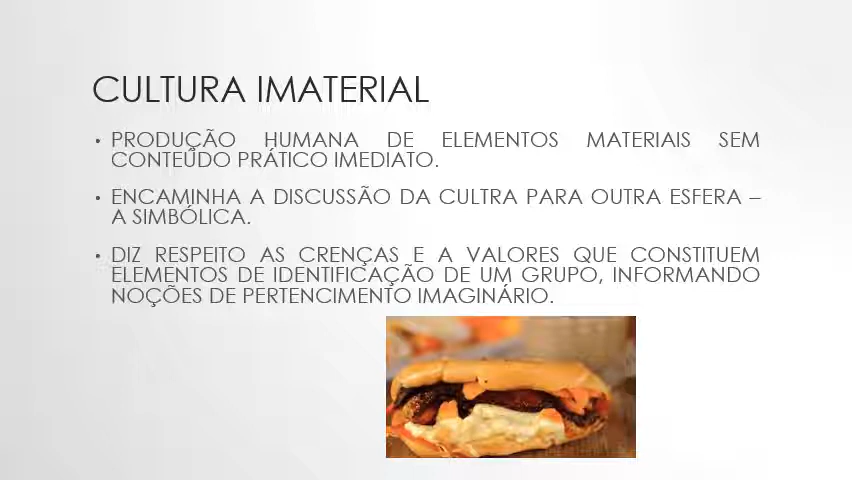 CULTURA IMATERIAL
• PRODUÇÃO HUMANA DE ELEMENTOS MATERIAIS SEM
CONTEÚDO PRÁTICO IMEDIATO.
• ENCAMINHA A DISCUSSÃO DA CULTRA PARA OUTRA ESFERA –
A SIMBÓLICA.
• DIZ RESPEITO AS CRENÇAS E A VALORES QUE CONSTITUEM
ELEMENTOS DE IDENTIFICAÇÃO DE UM GRUPO, INFORMANDO
NOÇÕES DE PERTENCIMENTO IMAGINÁRIO.